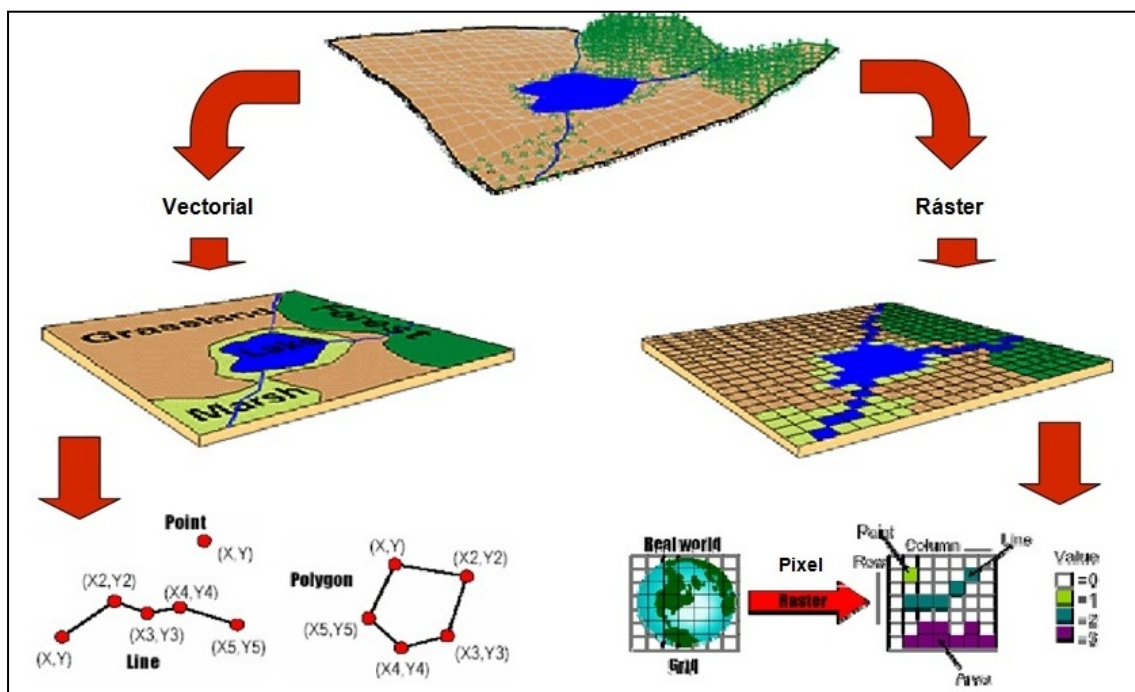 Vectorial
Ráster
Grassland
Forest
Lake
Marsh
Point
(X,Y)
(X2,Y2)
(X4,Y4)
(X3,Y3)
(X,Y)
(X5,Y5)
Line
Polygon
(X,Y)
(X2,Y2)
(X5,Y5)
(X3,Y3)
(X4,Y4)
Real world
Grid
Pixel
Raster
Point
Column
Line
Row
Value
=0
=1
=2
=3